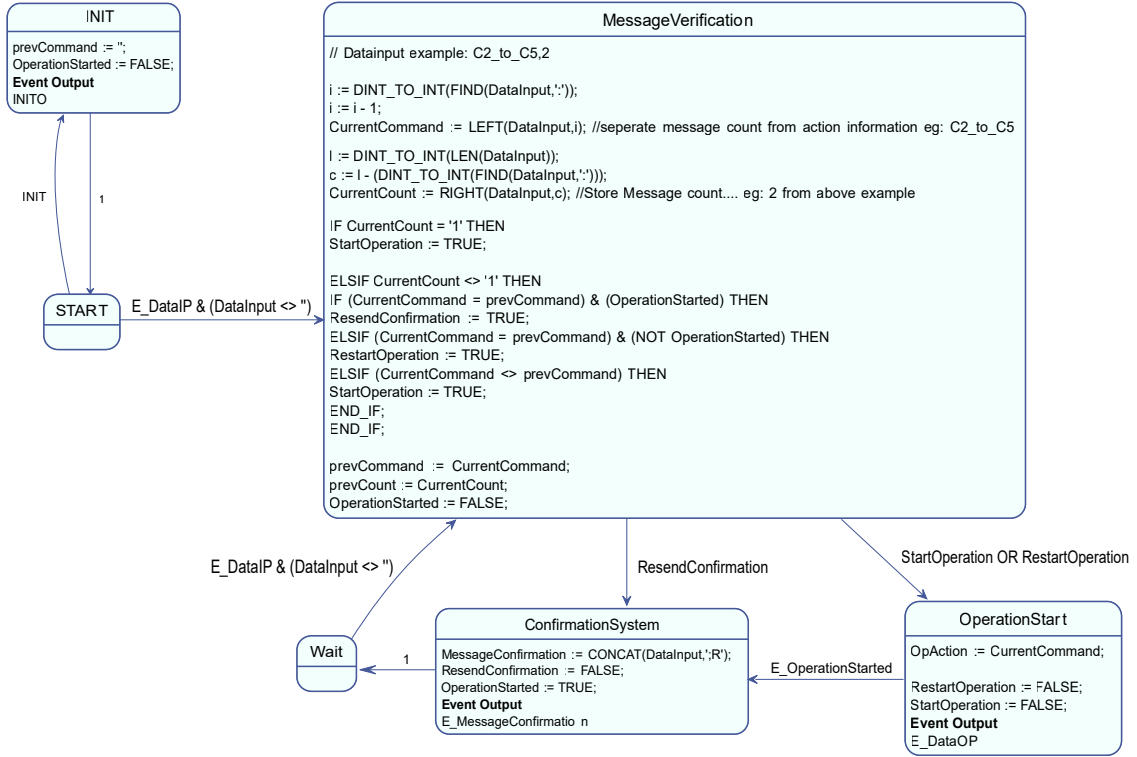 INIT
prevCommand := '';
OperationStarted := FALSE;
Event Output
INITO
INIT
1
START
E_DataIP & (DataInput <> '')
MessageVerification
// Datainput example: C2_to_C5,2
i := DINT_TO_INT(FIND(DataInput,':'));
i := i - 1;
CurrentCommand := LEFT(DataInput,i); //seperate message count from action information eg: C2_to_C5
l := DINT_TO_INT(LEN(DataInput));
c := l - (DINT_TO_INT(FIND(DataInput,':')));
CurrentCount := RIGHT(DataInput,c); //Store Message count.... eg: 2 from above example
IF CurrentCount = '1' THEN
StartOperation := TRUE;
ELSIF CurrentCount <> '1' THEN
IF (CurrentCommand = prevCommand) & (OperationStarted) THEN
ResendConfirmation := TRUE;
ELSIF (CurrentCommand = prevCommand) & (NOT OperationStarted) THEN
RestartOperation := TRUE;
ELSIF (CurrentCommand <> prevCommand) THEN
StartOperation := TRUE;
END_IF;
END_IF;
prevCommand := CurrentCommand;
prevCount := CurrentCount;
OperationStarted := FALSE;
E_DataIP & (DataInput <> '')
ResendConfirmation
StartOperation OR RestartOperation
Wait
1
ConfirmationSystem
MessageConfirmation := CONCAT(DataInput,';R');
ResendConfirmation := FALSE;
OperationStarted := TRUE;
Event Output
E_MessageConfirmatio n
E_OperationStarted
OperationStart
OpAction := CurrentCommand;
RestartOperation := FALSE;
StartOperation := FALSE;
Event Output
E_DataOP